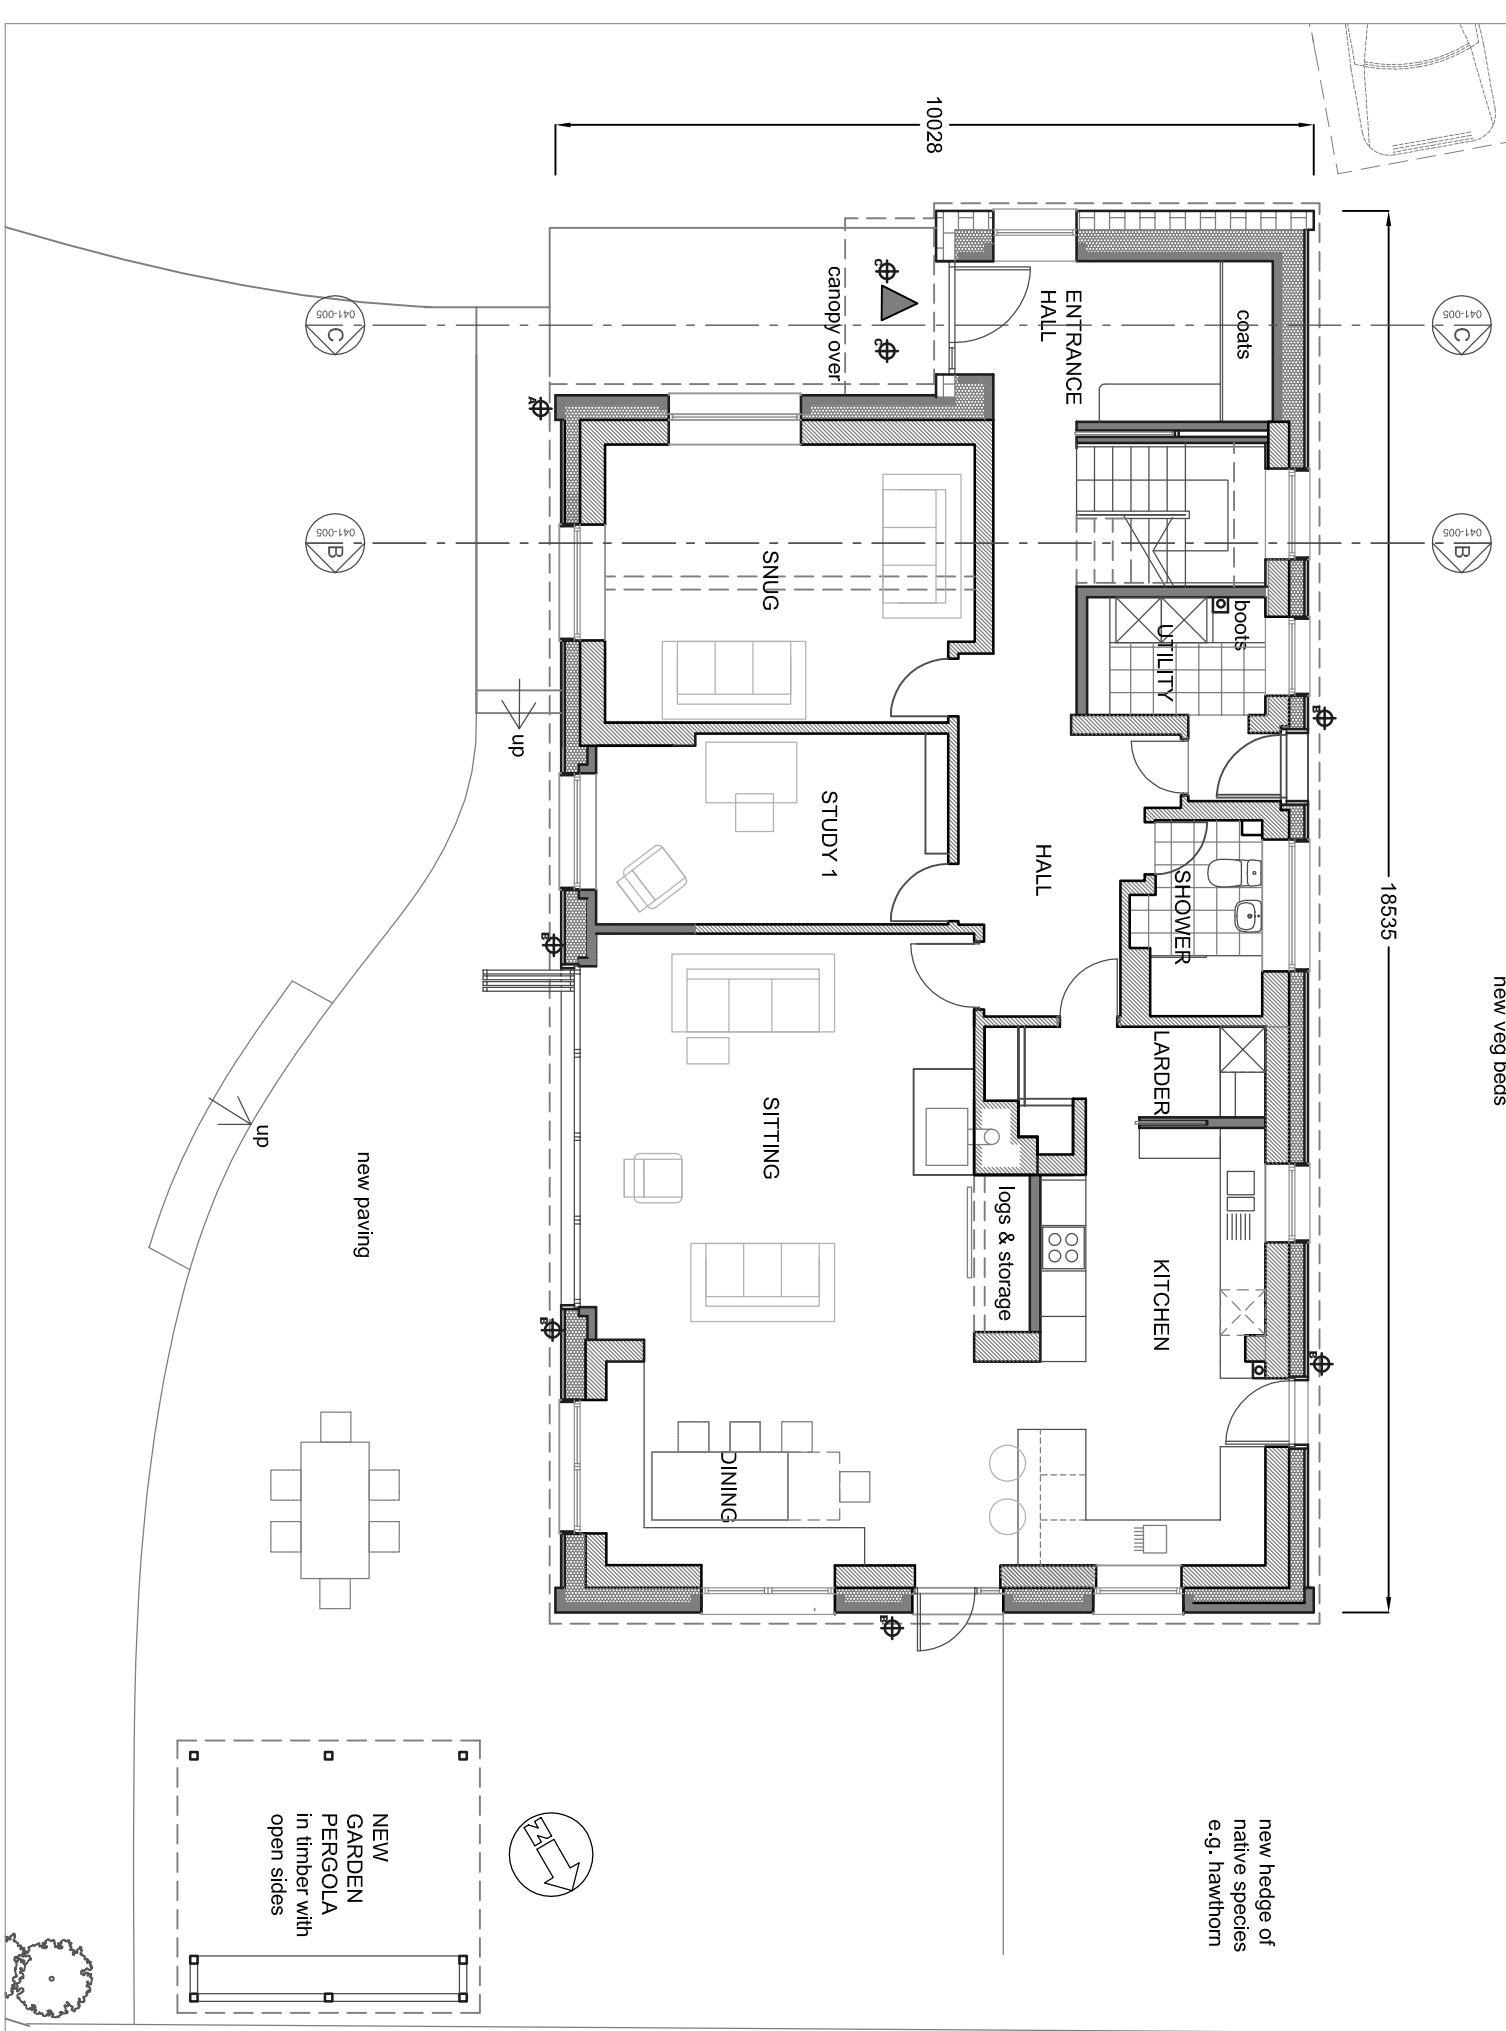 new veg beds
18535
C
041-005
B
041-005
coats
ENTRANCE
HALL
boots
UTILITY
SHOWER
HALL
LARDER
KITCHEN
logs & storage
10028
canopy over
C
C
SNUG
STUDY 1
SITTING
DINING
A
B
B
B
B
B
C
041-005
B
041-005
up
up
new paving
new hedge of
native species
e.g. hawthorn
N
NEW
GARDEN
PERGOLA
in timber with
open sides